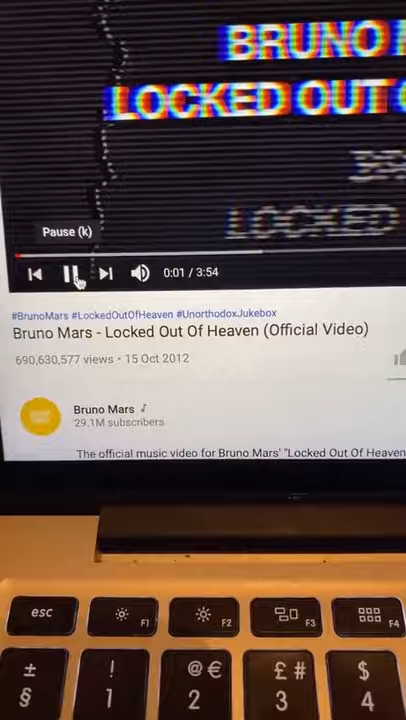 BRUNO
LOCKED OUT
LOCKED
Pause (k)
0:01 / 3:54
#BrunoMars #LockedOutOfHeaven #UnorthodoxJukebox
Bruno Mars - Locked Out Of Heaven (Official Video)
690,630,577 views • 15 Oct 2012
Bruno Mars
29.1M subscribers
The official music video for Bruno Mars' "Locked Out Of Heaven
esc F1 F2 F3 F4
± ! @ € £ # $
§ 1 2 3 4